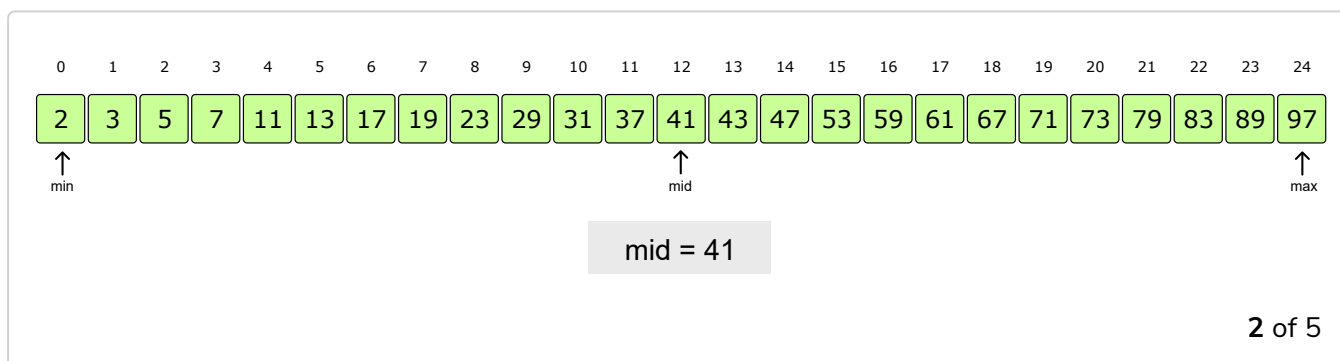 0 1 2 3 4 5 6 7 8 9 10 11 12 13 14 15 16 17 18 19 20 21 22 23 24
2 3 5 7 11 13 17 19 23 29 31 37 41 43 47 53 59 61 67 71 73 79 83 89 97
min mid max
mid = 41
2 of 5